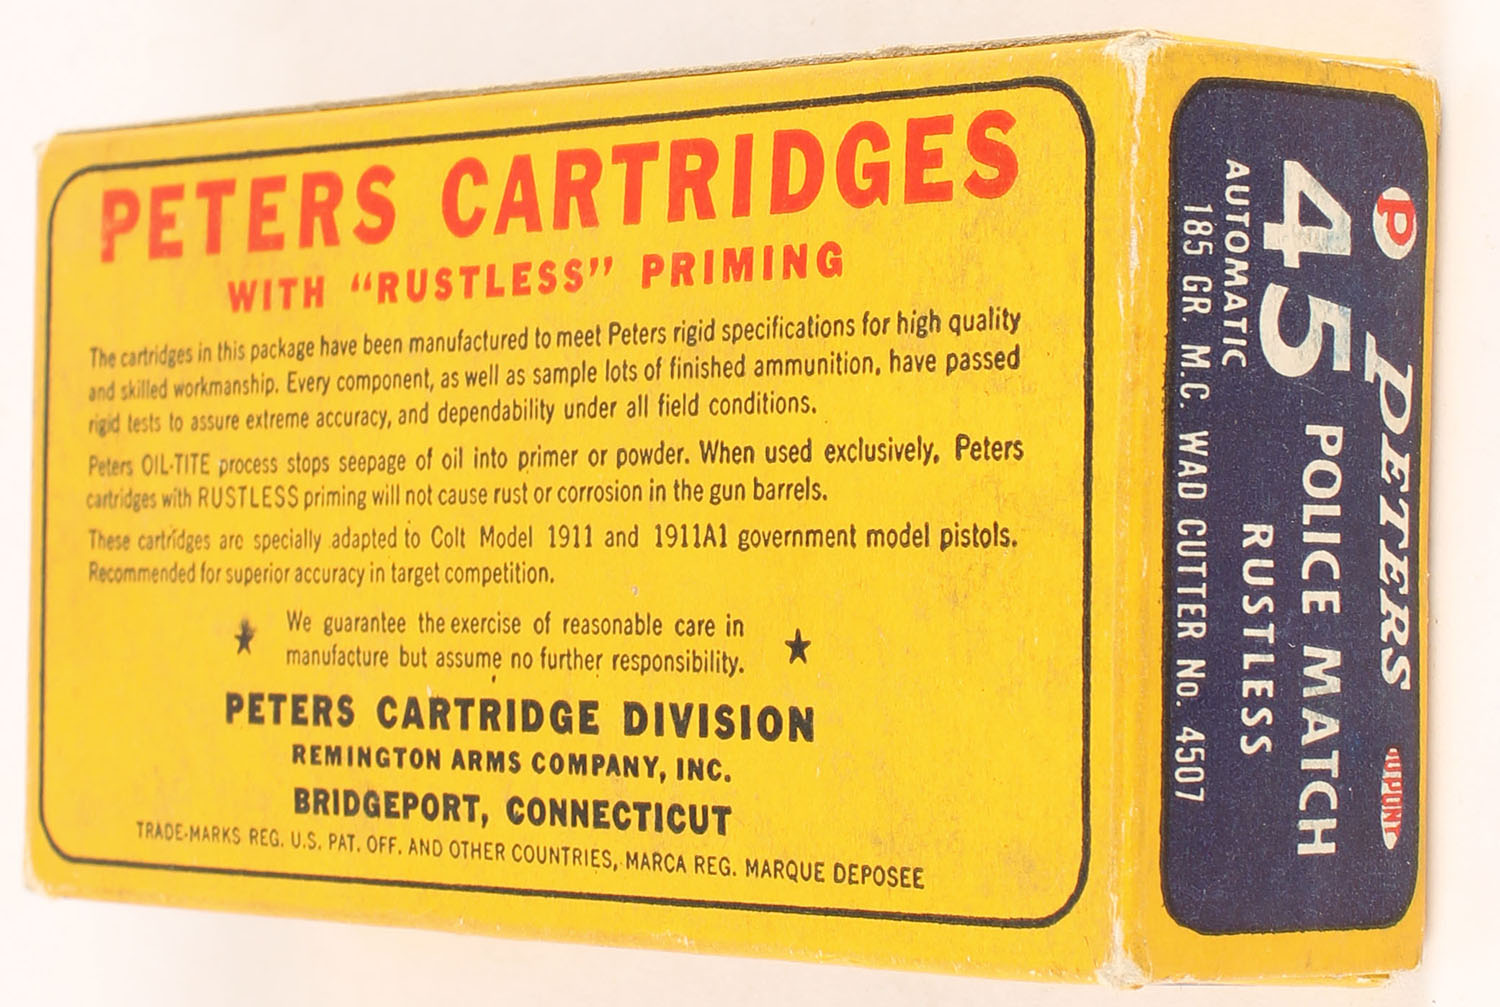 PETERS CARTRIDGES
WITH "RUSTLESS" PRIMING
The cartridges in this package have been manufactured to meet Peters rigid specifications for high quality
and skilled workmanship. Every component, as well as sample lots of finished ammunition, have passed
rigid tests to assure extreme accuracy, and dependability under all field conditions.
Peters OIL-TITE process stops seepage of oil into primer or powder. When used exclusively, Peters
cartridges with RUSTLESS priming will not cause rust or corrosion in the gun barrels.
These cartridges are specially adapted to Colt Model 1911 and 1911A1 government model pistols.
Recommended for superior accuracy in target competition.
We guarantee the exercise of reasonable care in
manufacture but assume no further responsibility.
PETERS CARTRIDGE DIVISION
REMINGTON ARMS COMPANY, INC.
BRIDGEPORT, CONNECTICUT
TRADE-MARKS REG. U.S. PAT. OFF. AND OTHER COUNTRIES, MARCA REG. MARQUE DEPOSEE
P PETERS DUPONT
45 POLICE MATCH
AUTOMATIC RUSTLESS
185 GR. M.C. WAD CUTTER No. 4507